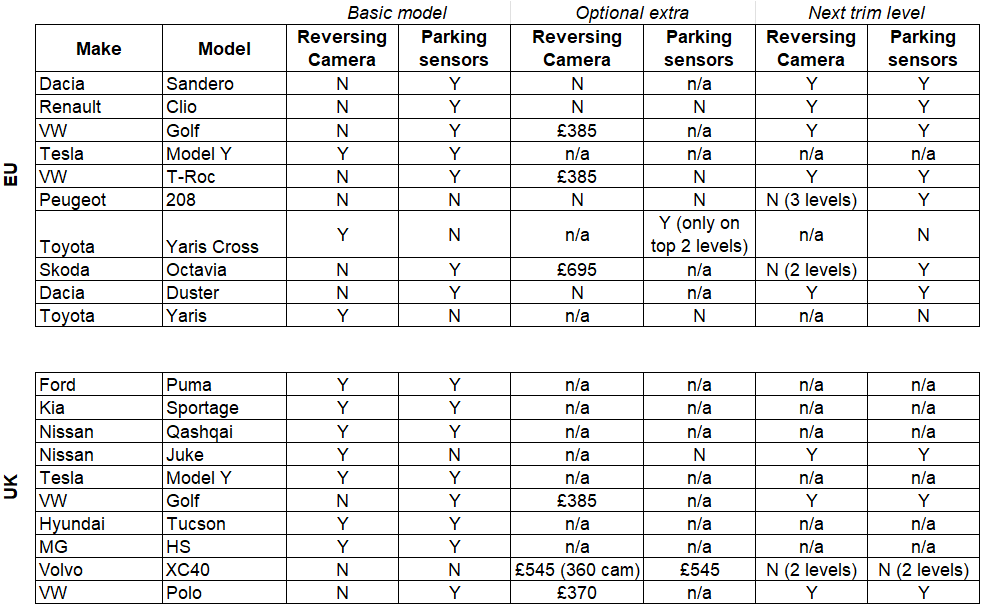 Basic model Optional extra Next trim level
Make Model Reversing Camera Parking sensors Reversing Camera Parking sensors Reversing Camera Parking sensors
EU
Dacia Sandero N Y N n/a Y Y
Renault Clio N Y N N Y Y
VW Golf N Y £385 n/a Y Y
Tesla Model Y Y Y n/a n/a n/a n/a
VW T-Roc N Y £385 N Y Y
Peugeot 208 N N N N N (3 levels) Y
Toyota Yaris Cross Y N n/a Y (only on top 2 levels) n/a N
Skoda Octavia N Y £695 n/a N (2 levels) Y
Dacia Duster N Y N n/a Y Y
Toyota Yaris Y N n/a N n/a N
UK
Ford Puma Y Y n/a n/a n/a n/a
Kia Sportage Y Y n/a n/a n/a n/a
Nissan Qashqai Y Y n/a n/a n/a n/a
Nissan Juke Y N n/a N Y Y
Tesla Model Y Y Y n/a n/a n/a n/a
VW Golf N Y £385 n/a Y Y
Hyundai Tucson Y Y n/a n/a n/a n/a
MG HS Y Y n/a n/a n/a n/a
Volvo XC40 N N £545 (360 cam) £545 N (2 levels) N (2 levels)
VW Polo N Y £370 n/a Y Y